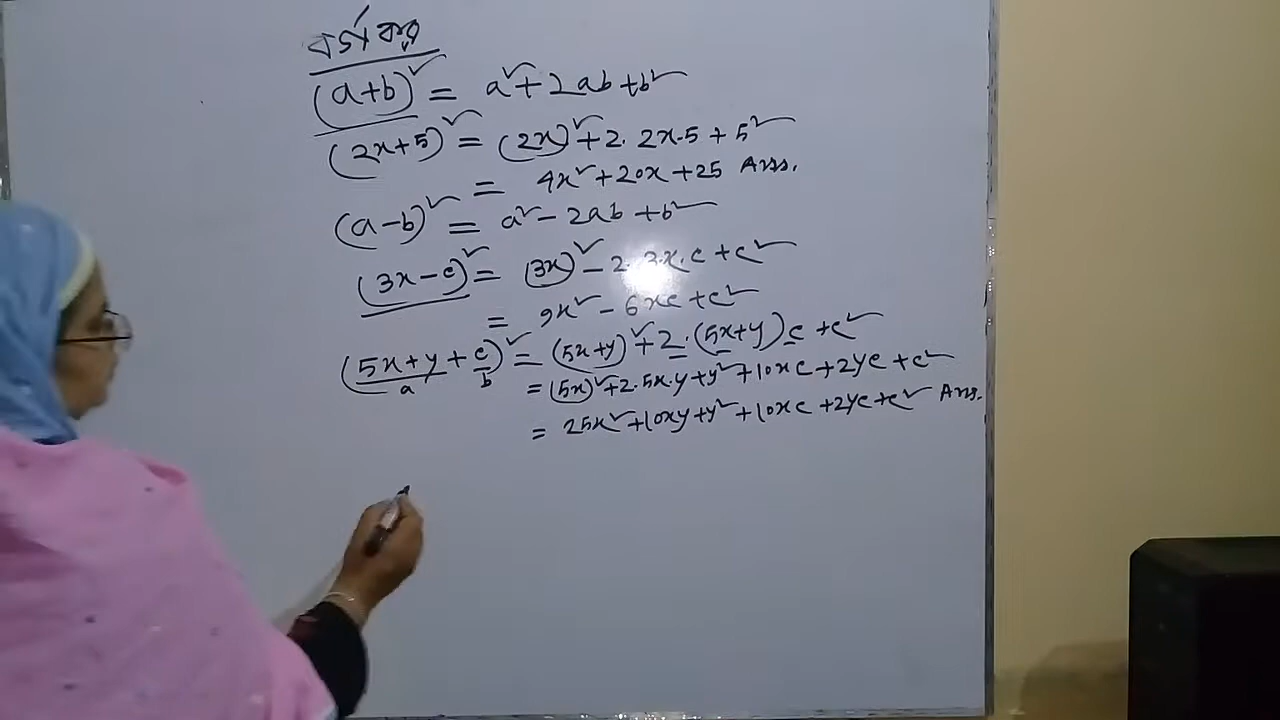 বর্গ কর
(a+b)² = a²+2ab+b²
(2x+5)² = (2x)²+2.2x.5+5²
= 4x²+20x+25 Ans.
(a-b)² = a²-2ab+b²
(3x-c)² = (3x)²-2.3.x.c+c²
= 9x²-6xc+c²
(5x+y+c)² = (5x+y)²+2.(5x+y)c+c²
a b
= (5x)²+2.5x.y+y²+10xc+2yc+c²
= 25x²+10xy+y²+10xc+2yc+c² Ans.